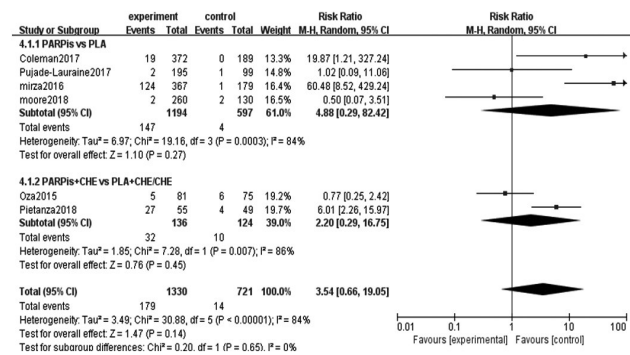 experiment control Risk Ratio Risk Ratio
Study or Subgroup Events Total Events Total Weight M-H, Random, 95% CI M-H, Random, 95% CI
4.1.1 PARPis vs PLA
Coleman2017 19 372 0 189 13.3% 19.87 [1.21, 327.24]
Pujade-Lauraine2017 2 195 1 99 14.8% 1.02 [0.09, 11.06]
mirza2016 124 367 1 179 16.4% 60.48 [8.52, 429.24]
moore2018 2 260 2 130 16.5% 0.50 [0.07, 3.51]
Subtotal (95% CI) 1194 597 61.0% 4.88 [0.29, 82.42]
Total events 147 4
Heterogeneity: Tau² = 6.97; Chi² = 19.16, df = 3 (P = 0.0003); I² = 84%
Test for overall effect: Z = 1.10 (P = 0.27)
4.1.2 PARPis+CHE vs PLA+CHE/CHE
Oza2015 5 81 6 75 19.2% 0.77 [0.25, 2.42]
Pietanza2018 27 55 4 49 19.7% 6.01 [2.26, 15.97]
Subtotal (95% CI) 136 124 39.0% 2.20 [0.29, 16.75]
Total events 32 10
Heterogeneity: Tau² = 1.85; Chi² = 7.28, df = 1 (P = 0.007); I² = 86%
Test for overall effect: Z = 0.76 (P = 0.45)
Total (95% CI) 1330 721 100.0% 3.54 [0.66, 19.05]
Total events 179 14
Heterogeneity: Tau² = 3.49; Chi² = 30.88, df = 5 (P < 0.00001); I² = 84%
Test for overall effect: Z = 1.47 (P = 0.14)
Test for subgroup differences: Chi² = 0.20, df = 1 (P = 0.65), I² = 0%
0.01 0.1 1 10 100
Favours [experimental] Favours [control]